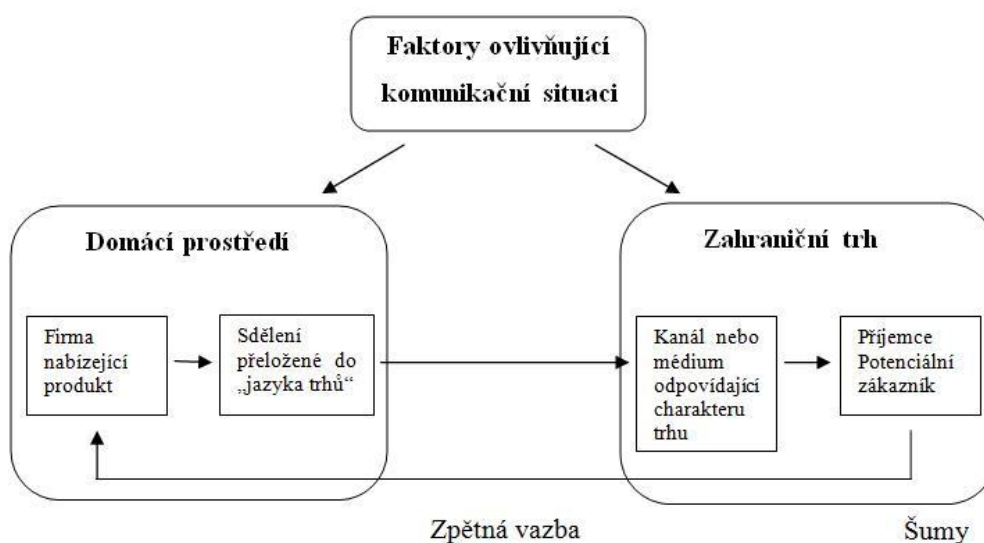 Faktory ovlivňující
komunikační situaci
Domácí prostředí
Firma
nabízející
produkt
Sdělení
přeložené do
„jazyka trhů“
Zahraniční trh
Kanál nebo
médium
odpovídající
charakteru
trhu
Příjemce
Potenciální
zákazník
Zpětná vazba
Šumy